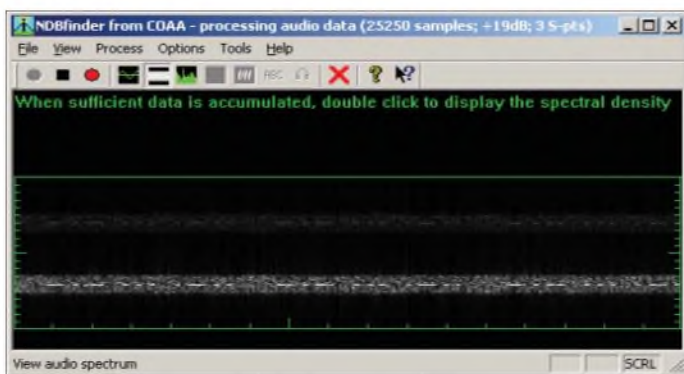 NDBfinder from COAA - processing audio data (25250 samples; +19dB; 3 S-pts)
File View Process Options Tools Help
ABC
When sufficient data is accumulated, double click to display the spectral density
View audio spectrum SCRL